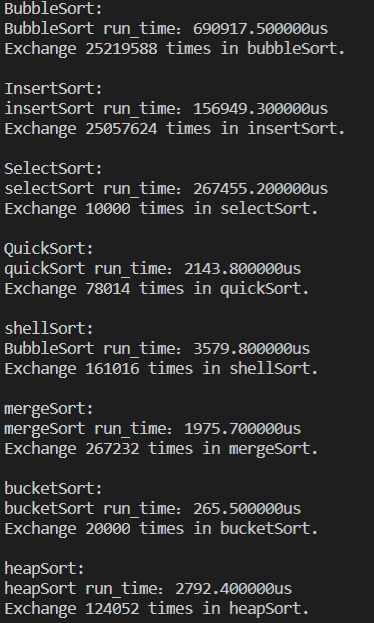 BubbleSort:
BubbleSort run_time：690917.500000us
Exchange 25219588 times in bubbleSort.
InsertSort:
insertSort run_time：156949.300000us
Exchange 25057624 times in insertSort.
SelectSort:
selectSort run_time：267455.200000us
Exchange 10000 times in selectSort.
QuickSort:
quickSort run_time：2143.800000us
Exchange 78014 times in quickSort.
shellSort:
BubbleSort run_time：3579.800000us
Exchange 161016 times in shellSort.
mergeSort:
mergeSort run_time：1975.700000us
Exchange 267232 times in mergeSort.
bucketSort:
bucketSort run_time：265.500000us
Exchange 20000 times in bucketSort.
heapSort:
heapSort run_time：2792.400000us
Exchange 124052 times in heapSort.